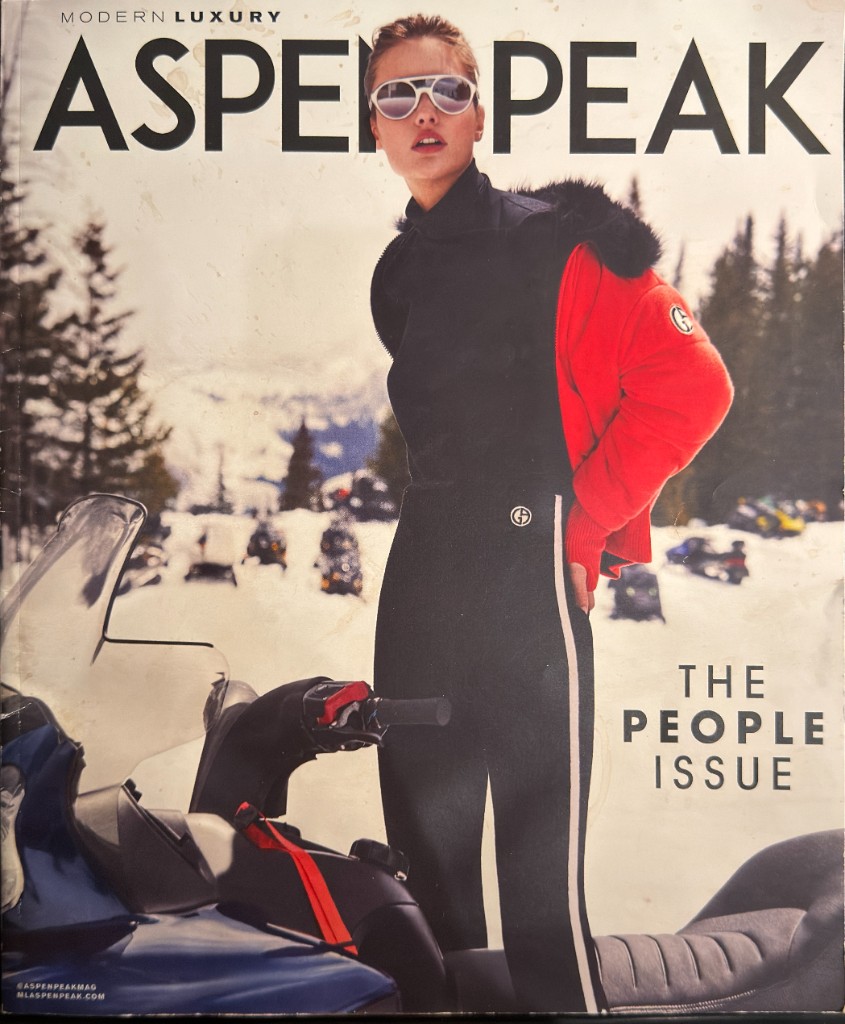 MODERN LUXURY
ASPEN PEAK
THE
PEOPLE
ISSUE
@ASPENPEAKMAG
MLASPENPEAK.COM